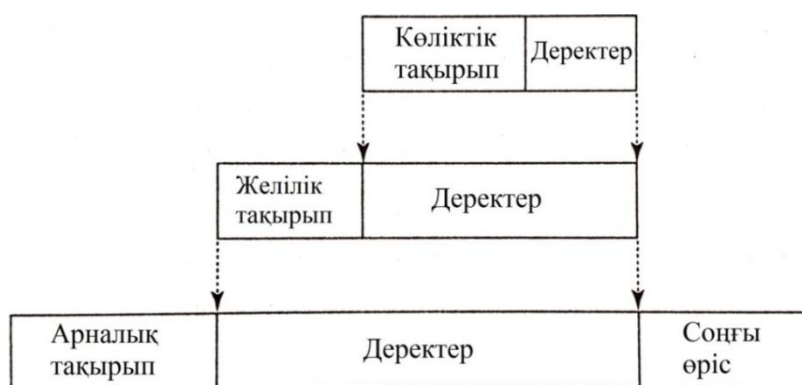 Көліктік
тақырып
Деректер
Желілік
тақырып
Деректер
Арналық
тақырып
Деректер
Соңғы
өріс